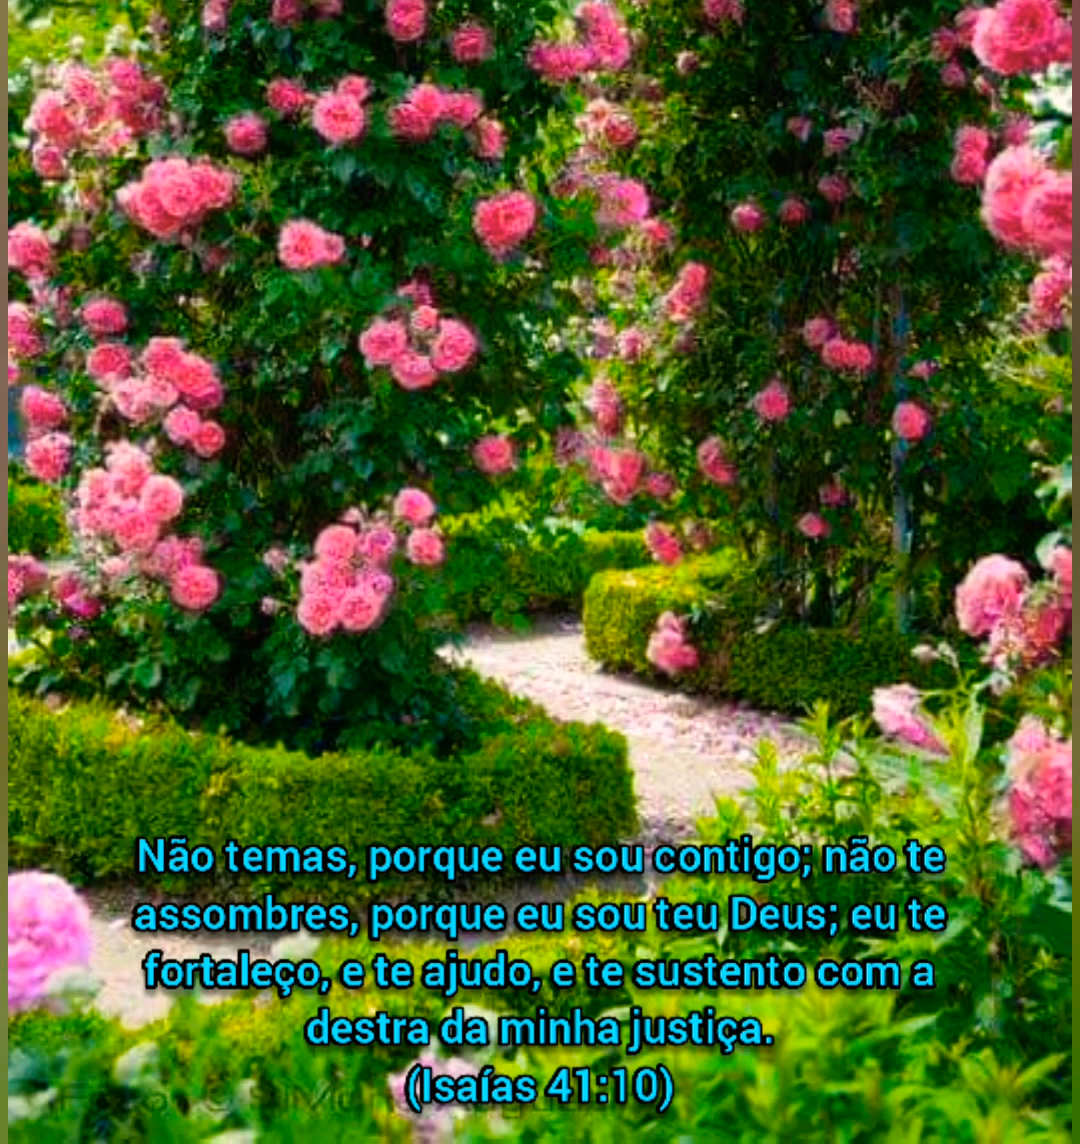 Não temas, porque eu sou contigo; não te
assombres, porque eu sou teu Deus; eu te
fortaleço, e te ajudo, e te sustento com a
destra da minha justiça.
(Isaías 41:10)